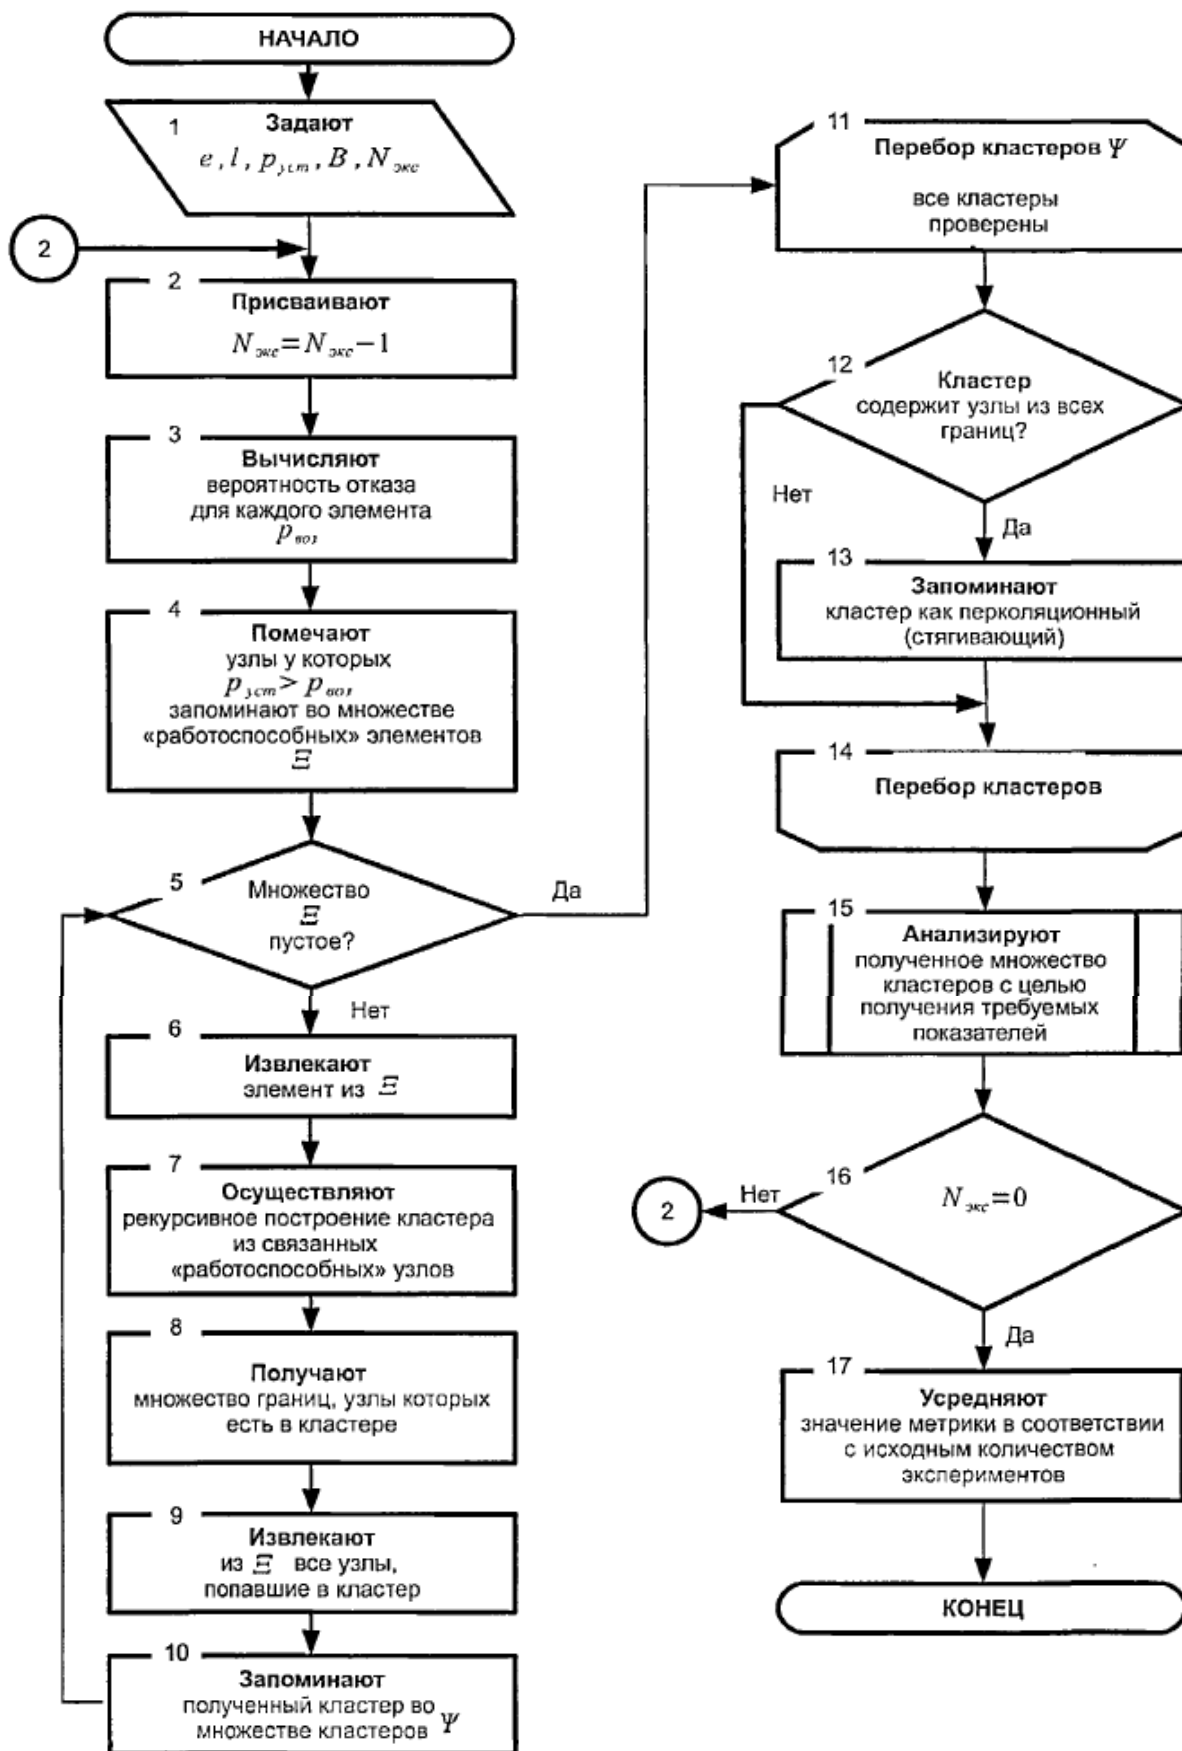 НАЧАЛО
1
Задают
e, l, p_уст, B, N_экс
2
2
Присваивают
N_экс = N_экс − 1
3
Вычисляют
вероятность отказа
для каждого элемента
p_воз
4
Помечают
узлы у которых
p_уст > p_воз
запоминают во множестве
«работоспособных» элементов
Ξ
5
Множество
Ξ
пустое?
Да
Нет
6
Извлекают
элемент из Ξ
7
Осуществляют
рекурсивное построение кластера
из связанных
«работоспособных» узлов
8
Получают
множество границ, узлы которых
есть в кластере
9
Извлекают
из Ξ все узлы,
попавшие в кластер
10
Запоминают
полученный кластер во
множестве кластеров Ψ
11
Перебор кластеров Ψ
все кластеры
проверены
12
Кластер
содержит узлы из всех
границ?
Нет
Да
13
Запоминают
кластер как перколяционный
(стягивающий)
14
Перебор кластеров
15
Анализируют
полученное множество
кластеров с целью
получения требуемых
показателей
16
N_экс = 0
Нет
2
Да
17
Усредняют
значение метрики в соответствии
с исходным количеством
экспериментов
КОНЕЦ